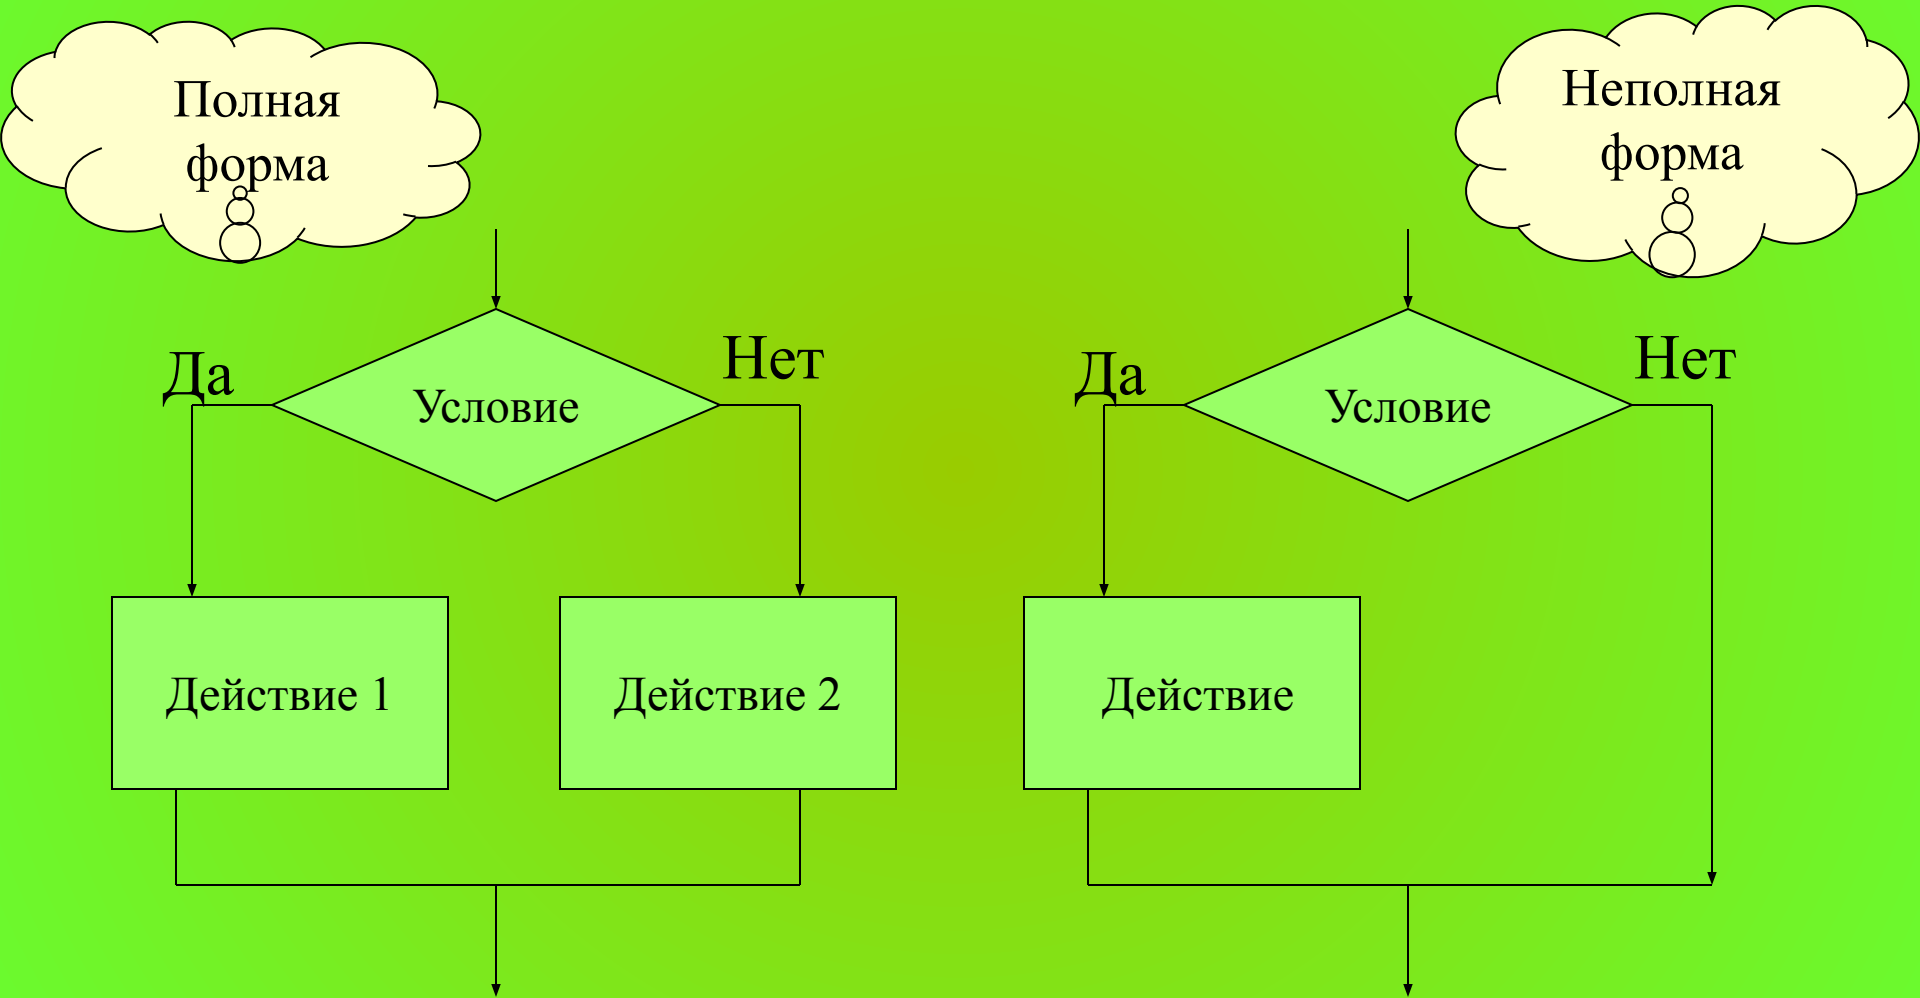 Полная
форма
Да
Условие
Нет
Действие 1
Действие 2
Неполная
форма
Да
Условие
Нет
Действие